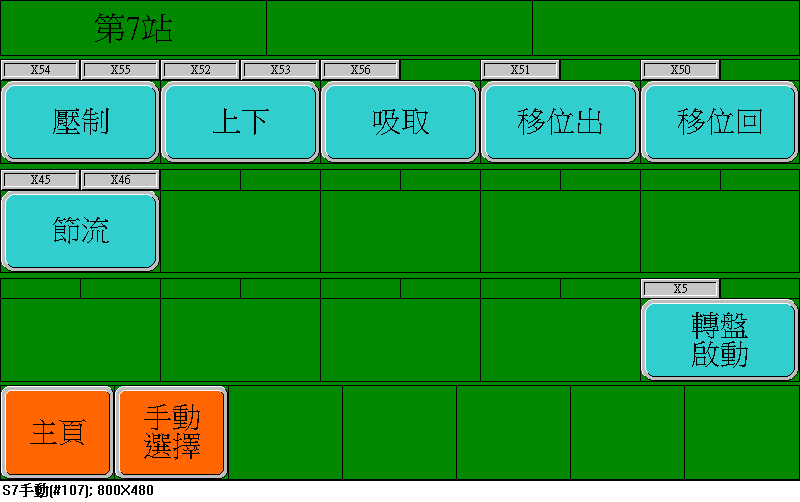 第7站
X54 X55 X52 X53 X56 X51 X50
壓制 上下 吸取 移位出 移位回
X45 X46
節流
X5
轉盤
啟動
主頁 手動
選擇
S7手動(#107); 800X480